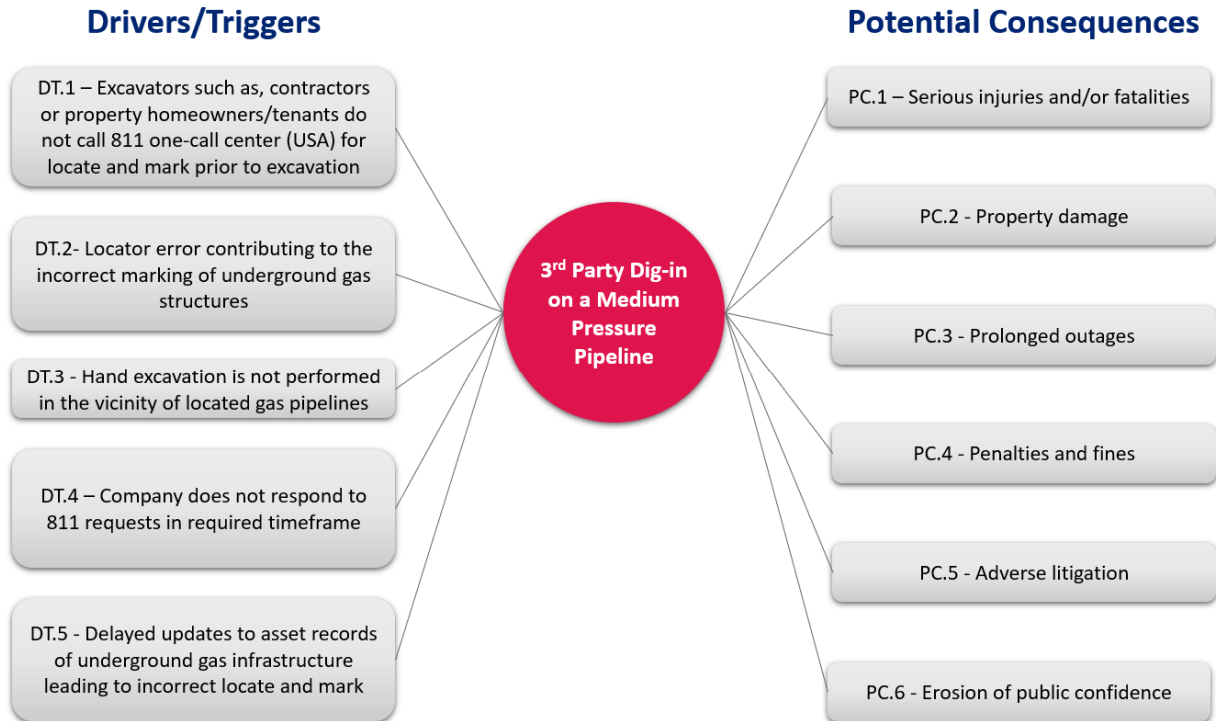 Drivers/Triggers
DT.1 – Excavators such as, contractors
or property homeowners/tenants do
not call 811 one-call center (USA) for
locate and mark prior to excavation
DT.2- Locator error contributing to the
incorrect marking of underground gas
structures
DT.3 - Hand excavation is not performed
in the vicinity of located gas pipelines
DT.4 – Company does not respond to
811 requests in required timeframe
DT.5 - Delayed updates to asset records
of underground gas infrastructure
leading to incorrect locate and mark
3rd Party Dig-in
on a Medium
Pressure
Pipeline
Potential Consequences
PC.1 – Serious injuries and/or fatalities
PC.2 - Property damage
PC.3 - Prolonged outages
PC.4 - Penalties and fines
PC.5 - Adverse litigation
PC.6 - Erosion of public confidence